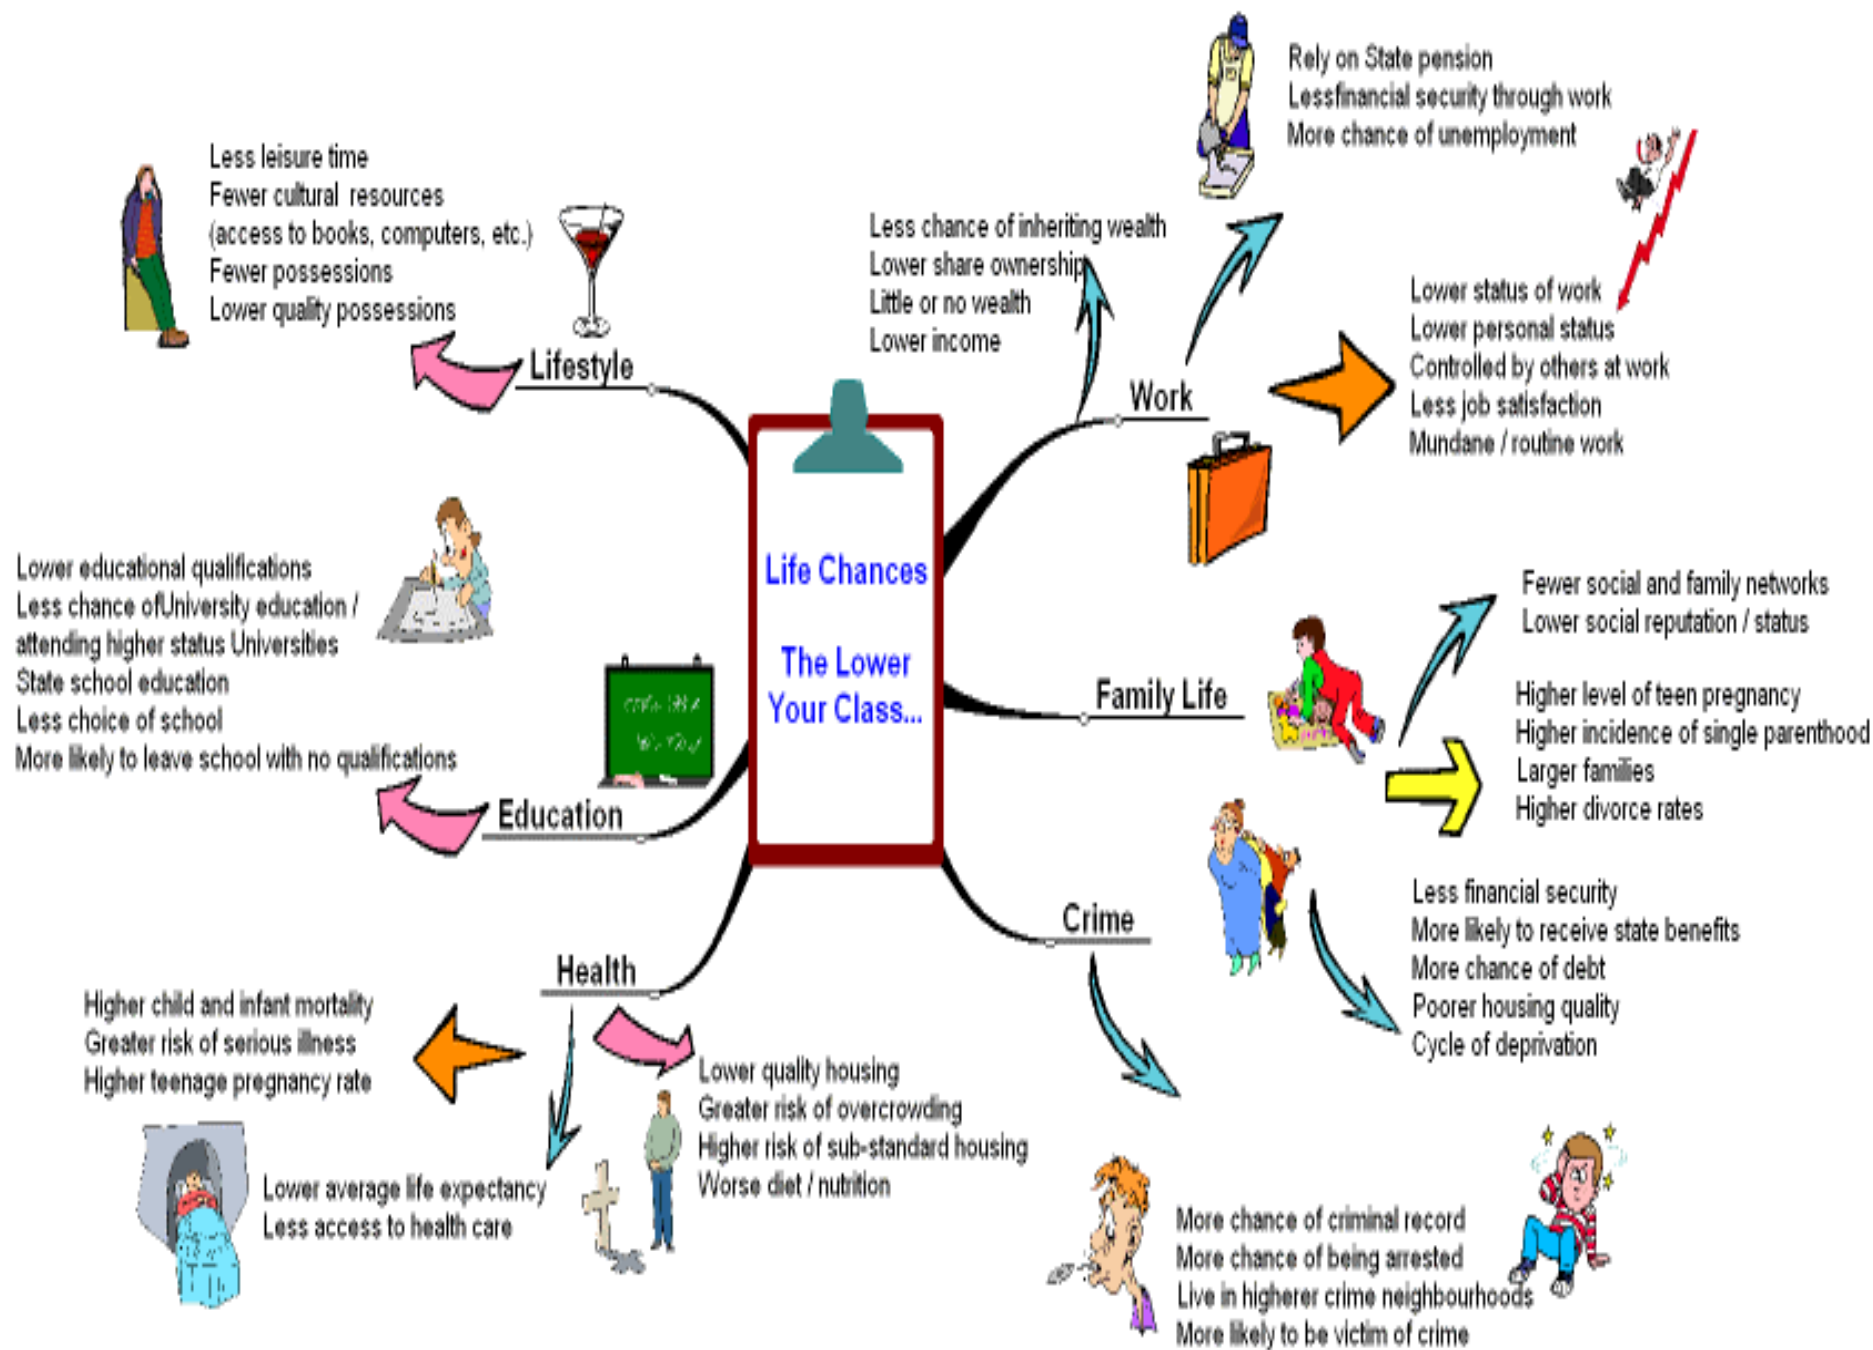 Life Chances
The Lower
Your Class...
Lifestyle
Less leisure time
Fewer cultural resources
(access to books, computers, etc.)
Fewer possessions
Lower quality possessions
Education
Lower educational qualifications
Less chance ofUniversity education /
attending higher status Universities
State school education
Less choice of school
More likely to leave school with no qualifications
Health
Higher child and infant mortality
Greater risk of serious illness
Higher teenage pregnancy rate
Lower average life expectancy
Less access to health care
Lower quality housing
Greater risk of overcrowding
Higher risk of sub-standard housing
Worse diet / nutrition
Work
Less chance of inheriting wealth
Lower share ownership
Little or no wealth
Lower income
Rely on State pension
Lessfinancial security through work
More chance of unemployment
Lower status of work
Lower personal status
Controlled by others at work
Less job satisfaction
Mundane / routine work
Family Life
Fewer social and family networks
Lower social reputation / status
Higher level of teen pregnancy
Higher incidence of single parenthood
Larger families
Higher divorce rates
Less financial security
More likely to receive state benefits
More chance of debt
Poorer housing quality
Cycle of deprivation
Crime
More chance of criminal record
More chance of being arrested
Live in higherer crime neighbourhoods
More likely to be victim of crime